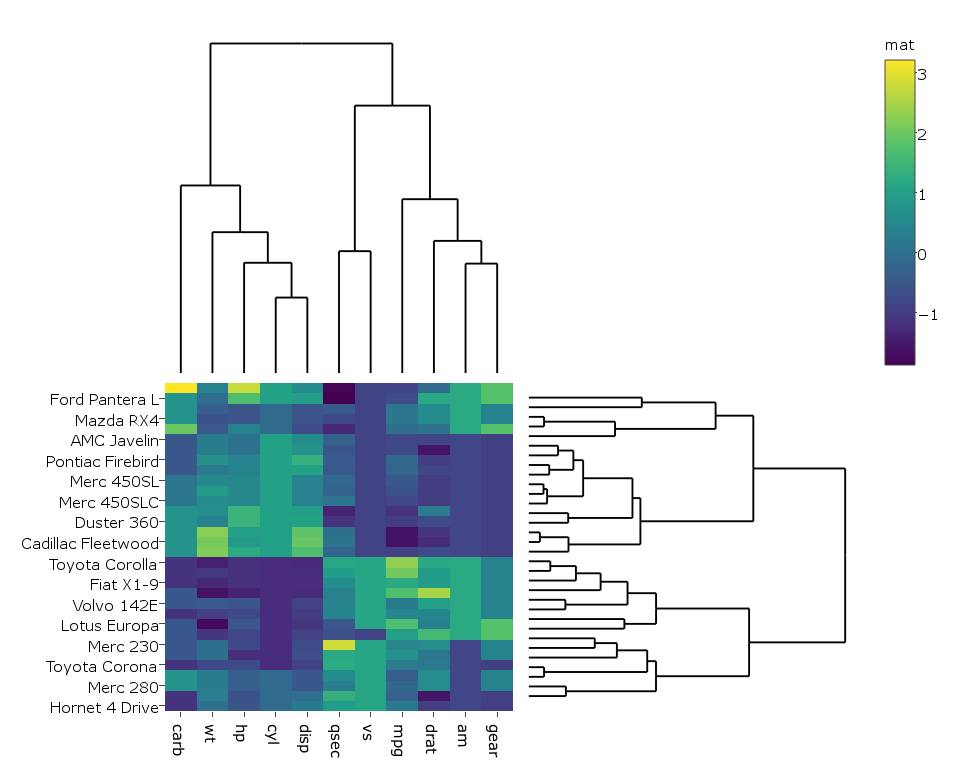 mat
3
2
1
0
−1
Ford Pantera L
Mazda RX4
AMC Javelin
Pontiac Firebird
Merc 450SL
Merc 450SLC
Duster 360
Cadillac Fleetwood
Toyota Corolla
Fiat X1-9
Volvo 142E
Lotus Europa
Merc 230
Toyota Corona
Merc 280
Hornet 4 Drive
carb
wt
hp
cyl
disp
qsec
vs
mpg
drat
am
gear